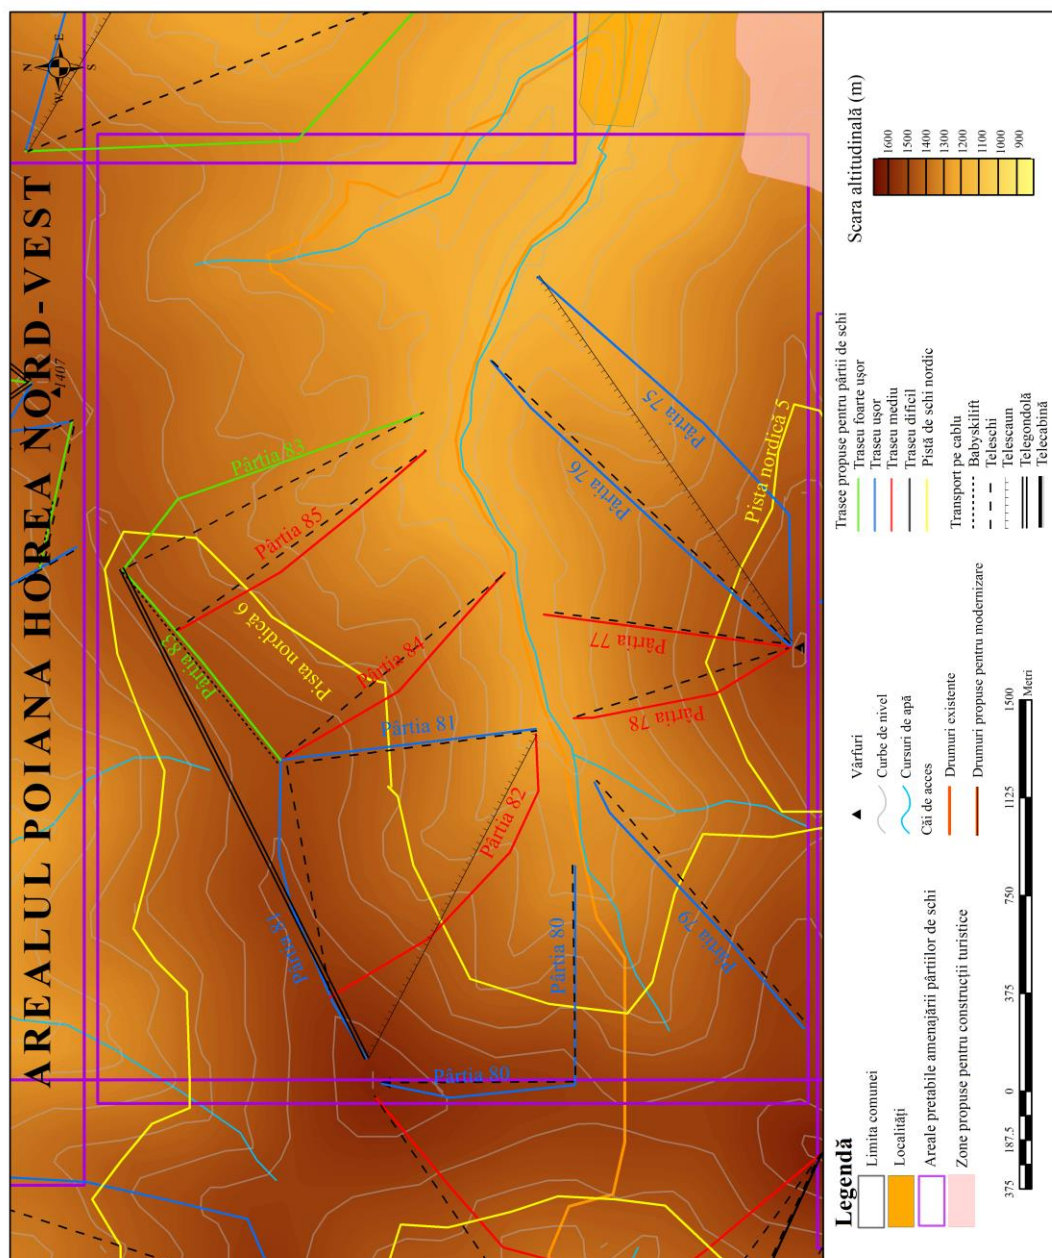 AREALUL POIANA HOREA NORD-VEST
N
E
S
W
1407
Pârtia 83
Pârtia 85
Pârtia 83
Pista nordică 6
Pârtia 84
Pârtia 81
Pârtia 82
Pârtia 81
Pârtia 80
Pârtia 80
Pârtia 79
Pârtia 78
Pârtia 77
Pârtia 76
Pârtia 75
Pista nordică 5
Legendă
Limita comunei
Localități
Areale pretabile amenajării pârtiilor de schi
Zone propuse pentru construcții turistice
Vârfuri
Curbe de nivel
Cursuri de apă
Căi de acces
Drumuri existente
Drumuri propuse pentru modernizare
Trasee propuse pentru pârtii de schi
Traseu foarte ușor
Traseu ușor
Traseu mediu
Traseu dificil
Pistă de schi nordic
Transport pe cablu
Babyskilift
Teleschi
Telescaun
Telegondolă
Telecabină
Scara altitudinală (m)
1600
1500
1400
1300
1200
1100
1000
900
375 187.5 0 375 750 1125 1500
Metri